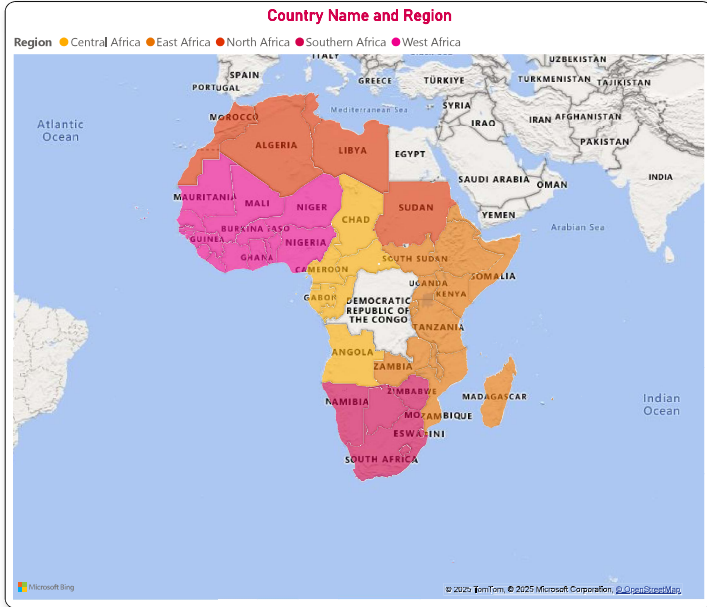 Country Name and Region
Region Central Africa East Africa North Africa Southern Africa West Africa
ITALY
UZBEKISTAN
SPAIN
GREECE
TÜRKIYE
TURKMENISTAN
TAJIKISTAN
PORTUGAL
Mediterranean Sea
SYRIA
MOROCCO
IRAQ
IRAN
AFGHANISTAN
Atlantic
Ocean
ALGERIA
LIBYA
EGYPT
PAKISTAN
SAUDI ARABIA
OMAN
INDIA
MAURITANIA
MALI
NIGER
CHAD
SUDAN
YEMEN
BURKINA FASO
Arabian Sea
GUINEA
NIGERIA
GHANA
SOUTH SUDAN
CAMEROON
SOMALIA
UGANDA
GABON
KENYA
DEMOCRATIC
REPUBLIC OF
THE CONGO
TANZANIA
ANGOLA
ZAMBIA
ZIMBABWE
NAMIBIA
MADAGASCAR
Indian
Ocean
MOZAMBIQUE
ESWATINI
SOUTH AFRICA
Microsoft Bing
© 2025 TomTom, © 2025 Microsoft Corporation, © OpenStreetMap